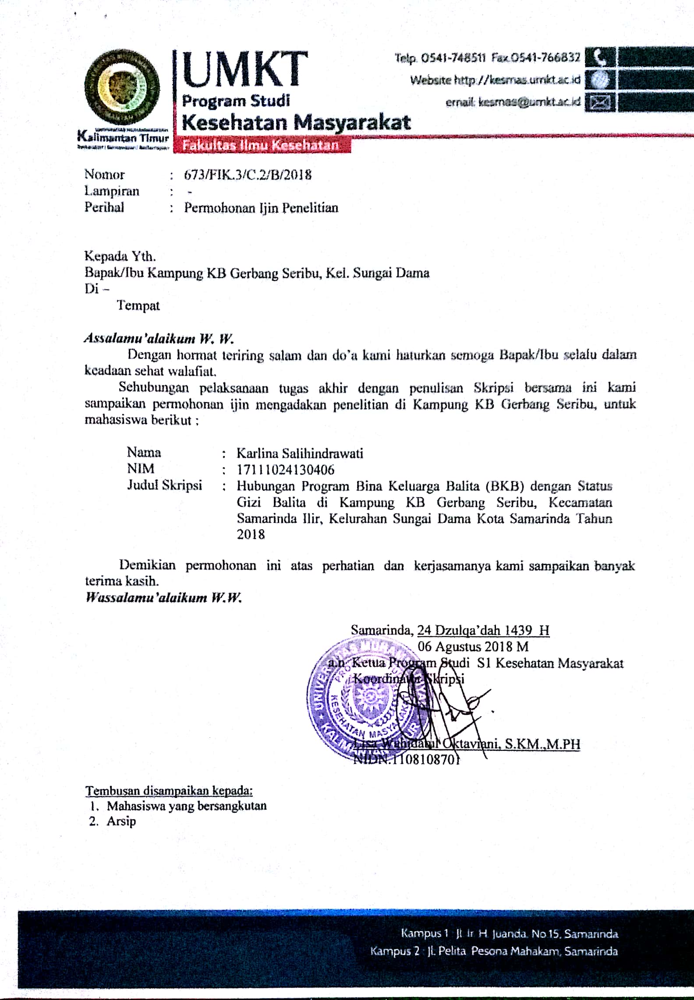 UMKT
Program Studi
Kesehatan Masyarakat
Fakultas Ilmu Kesehatan
Kalimantan Timur
Telp. 0541-748511 Fax.0541-766832
Website http://kesmas.umkt.ac.id
email: kesmas@umkt.ac.id
Nomor : 673/FIK.3/C.2/B/2018
Lampiran : -
Perihal : Permohonan Ijin Penelitian
Kepada Yth.
Bapak/Ibu Kampung KB Gerbang Seribu, Kel. Sungai Dama
Di –
Tempat
Assalamu'alaikum W. W.
Dengan hormat teriring salam dan do'a kami haturkan semoga Bapak/Ibu selalu dalam
keadaan sehat walafiat.
Sehubungan pelaksanaan tugas akhir dengan penulisan Skripsi bersama ini kami
sampaikan permohonan ijin mengadakan penelitian di Kampung KB Gerbang Seribu, untuk
mahasiswa berikut :
Nama : Karlina Salihindrawati
NIM : 17111024130406
Judul Skripsi : Hubungan Program Bina Keluarga Balita (BKB) dengan Status
Gizi Balita di Kampung KB Gerbang Seribu, Kecamatan
Samarinda Ilir, Kelurahan Sungai Dama Kota Samarinda Tahun
2018
Demikian permohonan ini atas perhatian dan kerjasamanya kami sampaikan banyak
terima kasih.
Wassalamu'alaikum W.W.
Samarinda, 24 Dzulqa'dah 1439 H
06 Agustus 2018 M
a.n Ketua Program Studi S1 Kesehatan Masyarakat
Koordinator Skripsi
UNIVERSITAS
KALIMANTAN TIMUR
KESEHATAN MASYARAKAT
Lisa Wahidatul Oktaviani, S.KM.,M.PH
NIDN.1108108701
Tembusan disampaikan kepada:
1. Mahasiswa yang bersangkutan
2. Arsip
Kampus 1 : Jl. Ir. H. Juanda. No.15, Samarinda
Kampus 2 : Jl. Pelita Pesona Mahakam, Samarinda